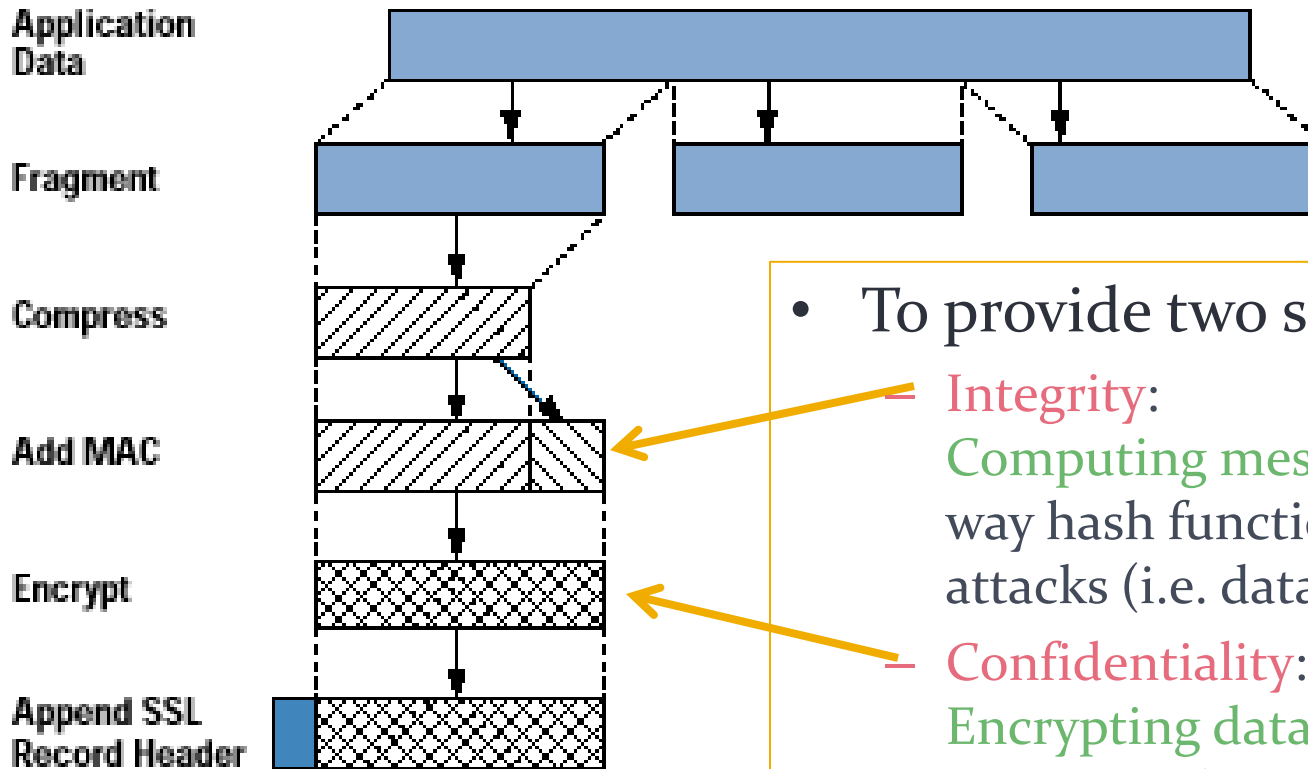 Application
Data
Fragment
Compress
Add MAC
Encrypt
Append SSL
Record Header
• To provide two s
– Integrity:
Computing mes
way hash functi
attacks (i.e. data
– Confidentiality:
Encrypting data